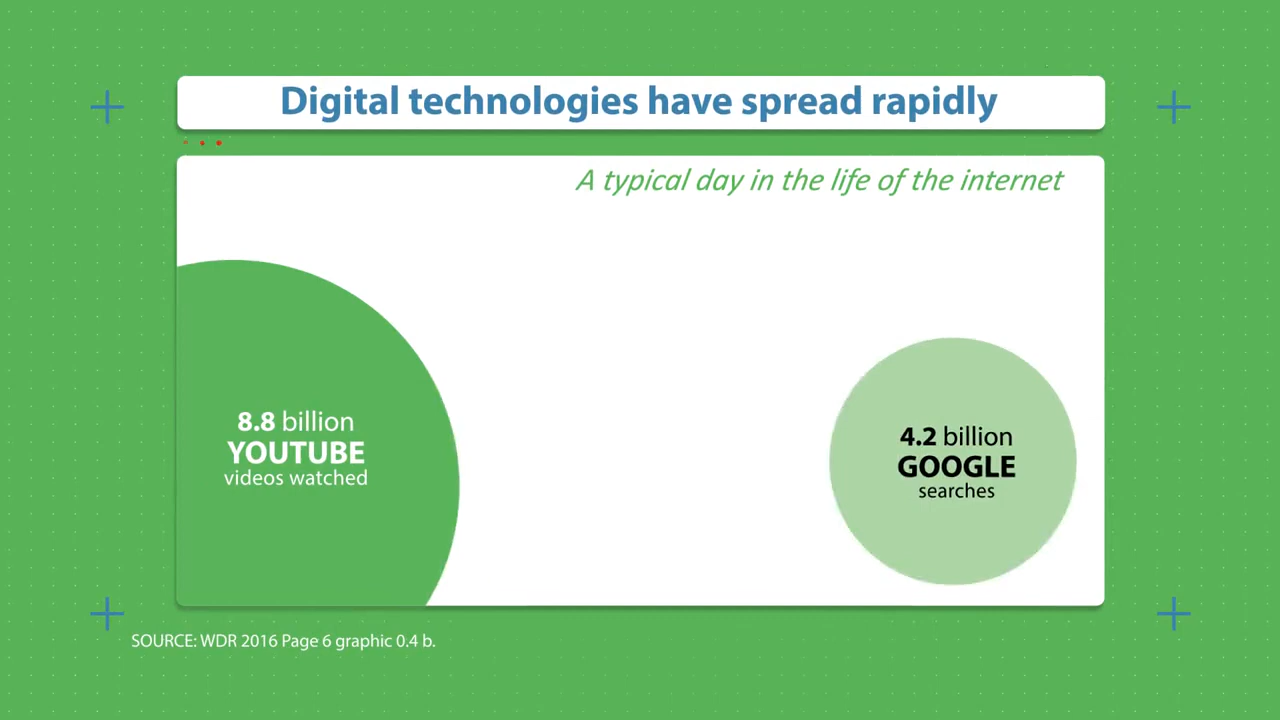 Digital technologies have spread rapidly
A typical day in the life of the internet
8.8 billion
YOUTUBE
videos watched
4.2 billion
GOOGLE
searches
SOURCE: WDR 2016 Page 6 graphic 0.4 b.